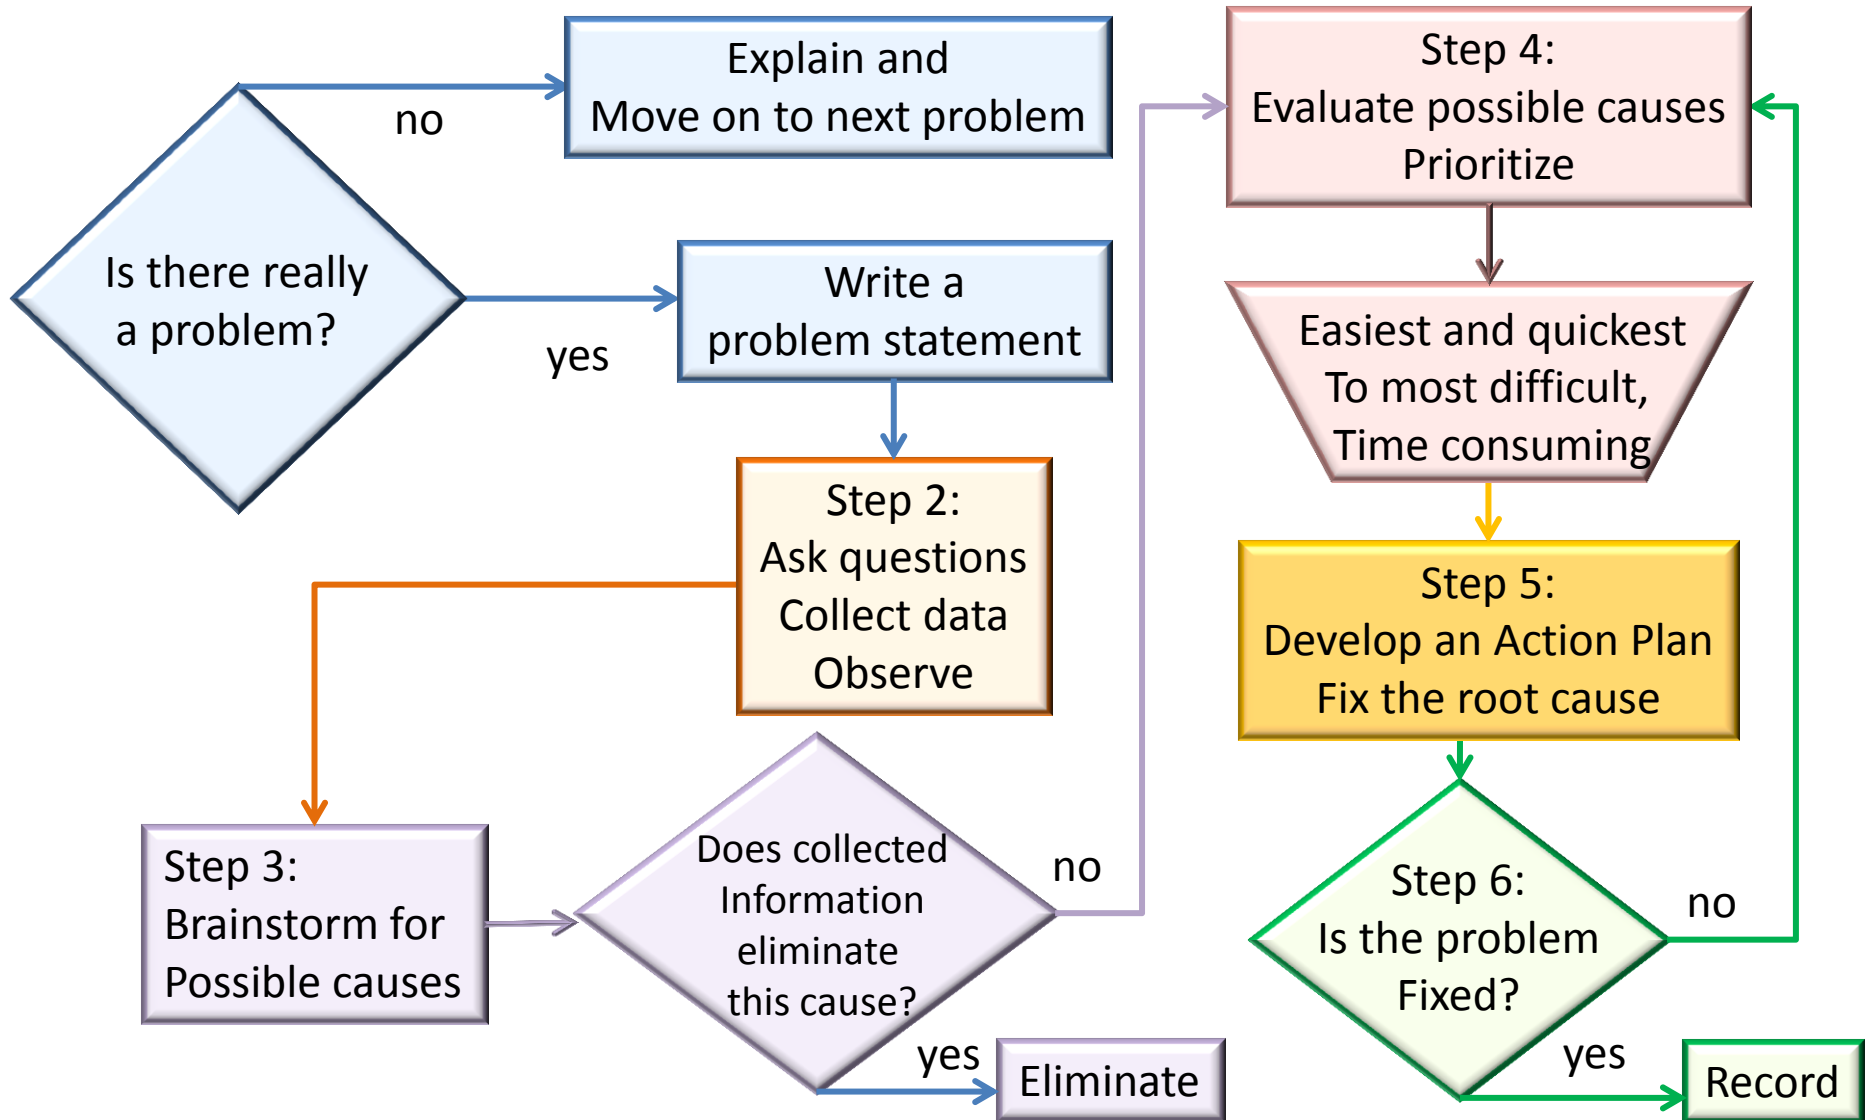 Is there really
a problem?
no
Explain and
Move on to next problem
yes
Write a
problem statement
Step 2:
Ask questions
Collect data
Observe
Step 3:
Brainstorm for
Possible causes
Does collected
Information
eliminate
this cause?
yes
Eliminate
no
Step 4:
Evaluate possible causes
Prioritize
Easiest and quickest
To most difficult,
Time consuming
Step 5:
Develop an Action Plan
Fix the root cause
Step 6:
Is the problem
Fixed?
no
yes
Record